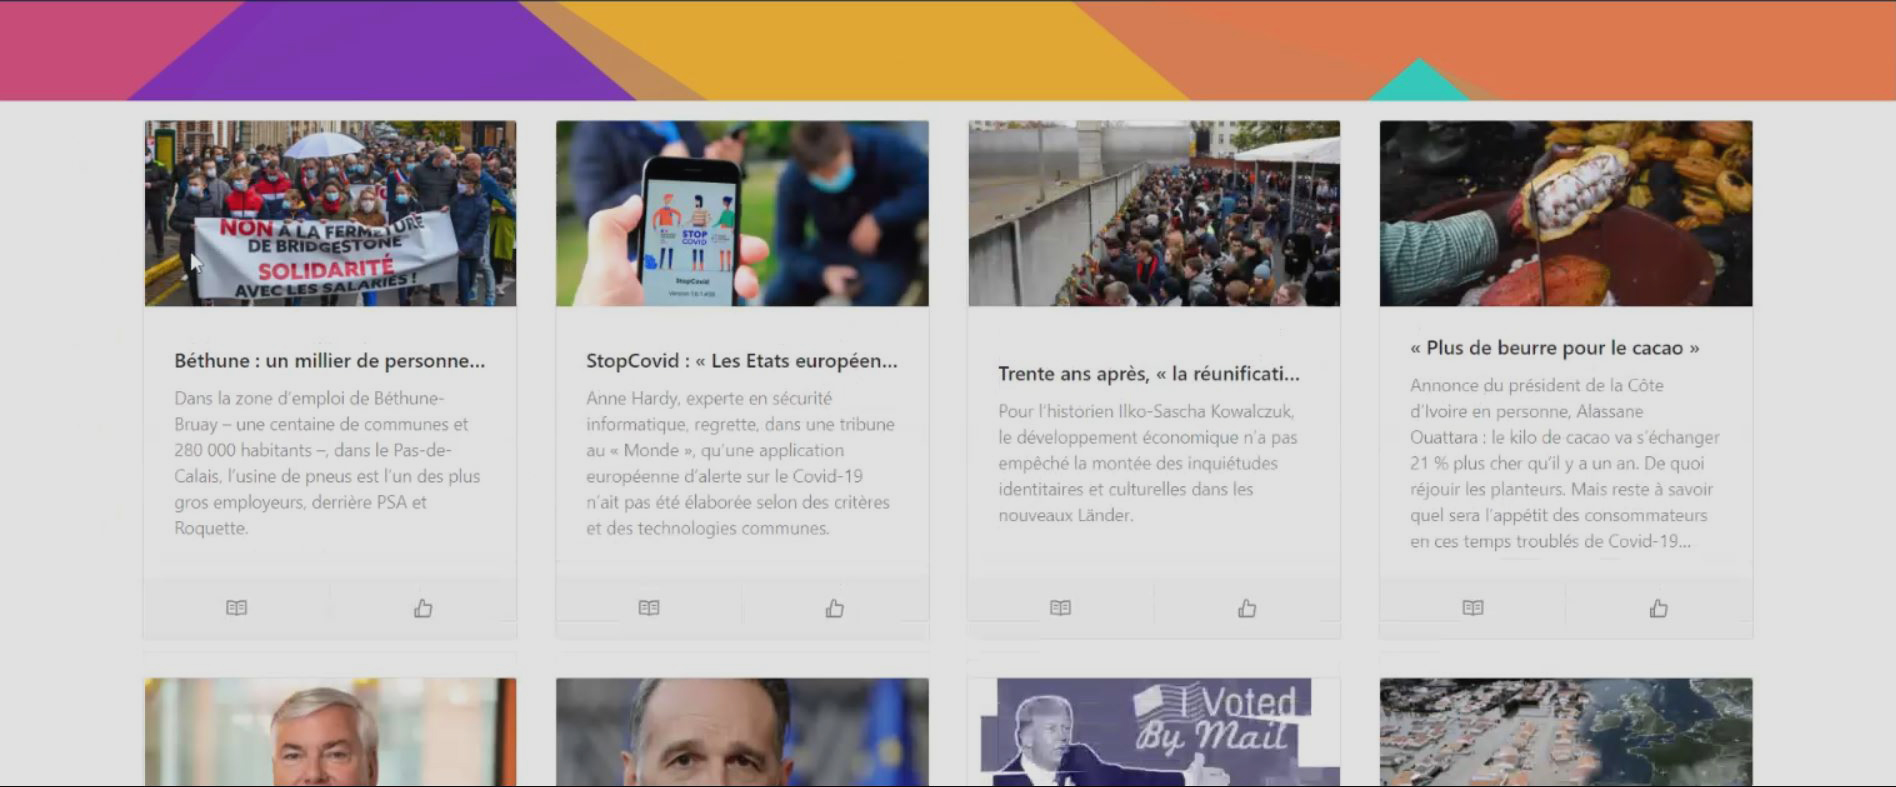 NON À LA FERMETURE
DE BRIDGESTONE
SOLIDARITÉ
AVEC LES SALARIÉS !
STOP
COVID
StopCovid
Béthune : un millier de personne...
Dans la zone d'emploi de Béthune-
Bruay – une centaine de communes et
280 000 habitants –, dans le Pas-de-
Calais, l'usine de pneus est l'un des plus
gros employeurs, derrière PSA et
Roquette.
StopCovid : « Les Etats européen...
Anne Hardy, experte en sécurité
informatique, regrette, dans une tribune
au « Monde », qu'une application
européenne d'alerte sur le Covid-19
n'ait pas été élaborée selon des critères
et des technologies communes.
Trente ans après, « la réunificati...
Pour l'historien Ilko-Sascha Kowalczuk,
le développement économique n'a pas
empêché la montée des inquiétudes
identitaires et culturelles dans les
nouveaux Länder.
« Plus de beurre pour le cacao »
Annonce du président de la Côte
d'Ivoire en personne, Alassane
Ouattara : le kilo de cacao va s'échanger
21 % plus cher qu'il y a un an. De quoi
réjouir les planteurs. Mais reste à savoir
quel sera l'appétit des consommateurs
en ces temps troublés de Covid-19...
I Voted
By Mail